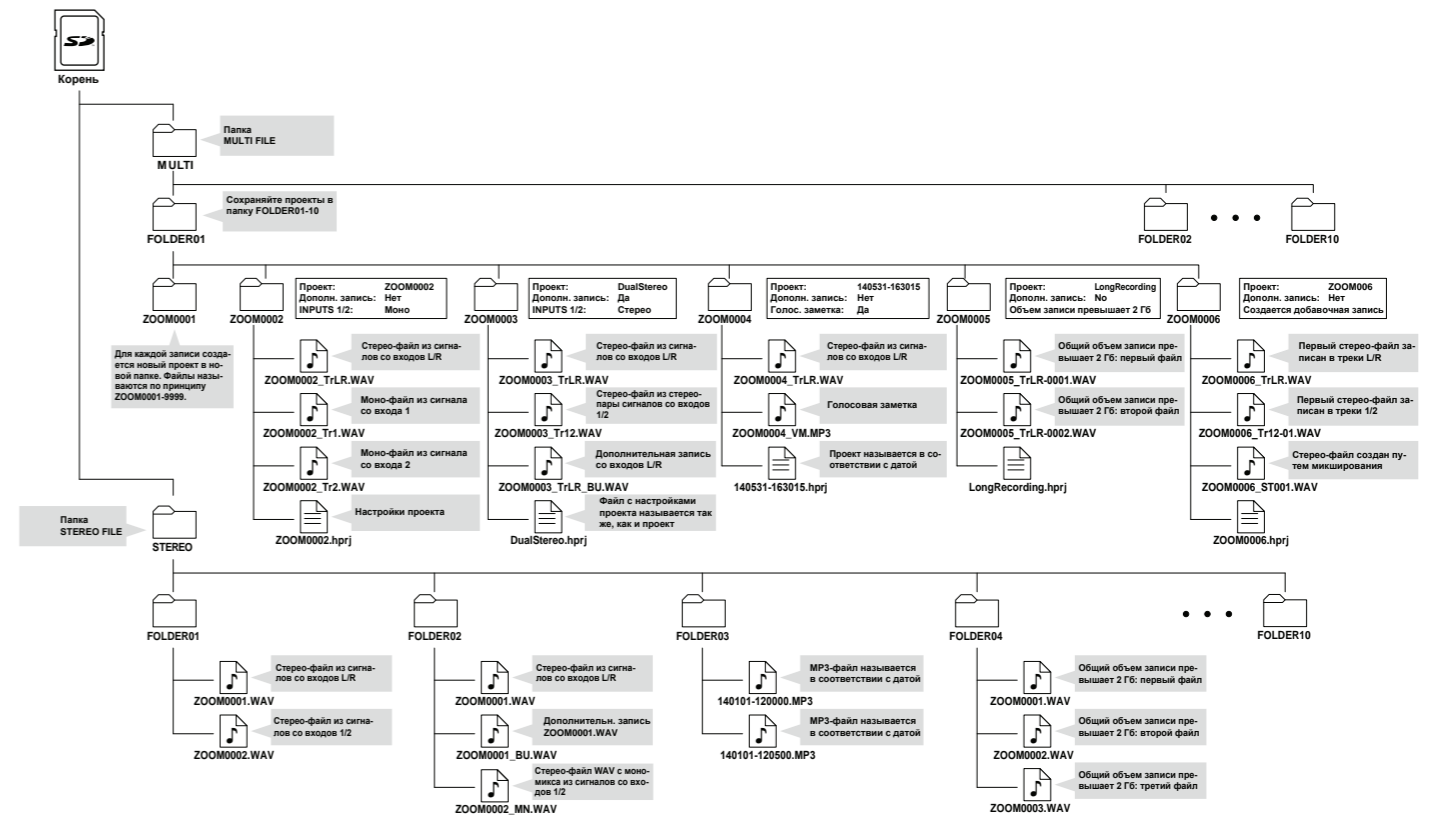 SD
Корень
Папка
MULTI FILE
MULTI
Сохраняйте проекты в
папку FOLDER01-10
FOLDER01
FOLDER02
FOLDER10
ZOOM0001
Для каждой записи созда-
ется новый проект в но-
вой папке. Файлы назы-
ваются по принципу
ZOOM0001-9999.
ZOOM0002
Проект: ZOOM0002
Дополн. запись: Нет
INPUTS 1/2: Моно
Стерео-файл из сигна-
лов со входов L/R
ZOOM0002_TrLR.WAV
Моно-файл из сигнала
со входа 1
ZOOM0002_Tr1.WAV
Моно-файл из сигнала
со входа 2
ZOOM0002_Tr2.WAV
Настройки проекта
ZOOM0002.hprj
ZOOM0003
Проект: DualStereo
Дополн. запись: Да
INPUTS 1/2: Стерео
Стерео-файл из сигна-
лов со входов L/R
ZOOM0003_TrLR.WAV
Стерео-файл из стерео-
пары сигналов со входов
1/2
ZOOM0003_Tr12.WAV
Дополнительная запись
со входов L/R
ZOOM0003_TrLR_BU.WAV
Файл с настройками
проекта называется так
же, как и проект
DualStereo.hprj
ZOOM0004
Проект: 140531-163015
Дополн. запись: Нет
Голос. заметка: Да
Стерео-файл из сигна-
лов со входов L/R
ZOOM0004_TrLR.WAV
Голосовая заметка
ZOOM0004_VM.MP3
Проект называется в со-
ответствии с датой
140531-163015.hprj
ZOOM0005
Проект: LongRecording
Дополн. запись: No
Объем записи превышает 2 Гб
Общий объем записи пре-
вышает 2 Гб: первый файл
ZOOM0005_TrLR-0001.WAV
Общий объем записи пре-
вышает 2 Гб: второй файл
ZOOM0005_TrLR-0002.WAV
LongRecording.hprj
ZOOM0006
Проект: ZOOM006
Дополн. запись: Нет
Создается добавочная запись
Первый стерео-файл за-
писан в треки L/R
ZOOM0006_TrLR.WAV
Первый стерео-файл за-
писан в треки 1/2
ZOOM0006_Tr12-01.WAV
Стерео-файл создан пу-
тем микширования
ZOOM0006_ST001.WAV
ZOOM0006.hprj
Папка
STEREO FILE
STEREO
FOLDER01
Стерео-файл из сигна-
лов со входов L/R
ZOOM0001.WAV
Стерео-файл из сигна-
лов со входов 1/2
ZOOM0002.WAV
FOLDER02
Стерео-файл из сигна-
лов со входов L/R
ZOOM0001.WAV
Дополнительн. запись
ZOOM0001.WAV
ZOOM0001_BU.WAV
Стерео-файл WAV с моно-
микса из сигналов со вхо-
дов 1/2
ZOOM0002_MN.WAV
FOLDER03
MP3-файл называется
в соответствии с датой
140101-120000.MP3
MP3-файл называется
в соответствии с датой
140101-120500.MP3
FOLDER04
Общий объем записи пре-
вышает 2 Гб: первый файл
ZOOM0001.WAV
Общий объем записи пре-
вышает 2 Гб: второй файл
ZOOM0002.WAV
Общий объем записи пре-
вышает 2 Гб: третий файл
ZOOM0003.WAV
FOLDER10